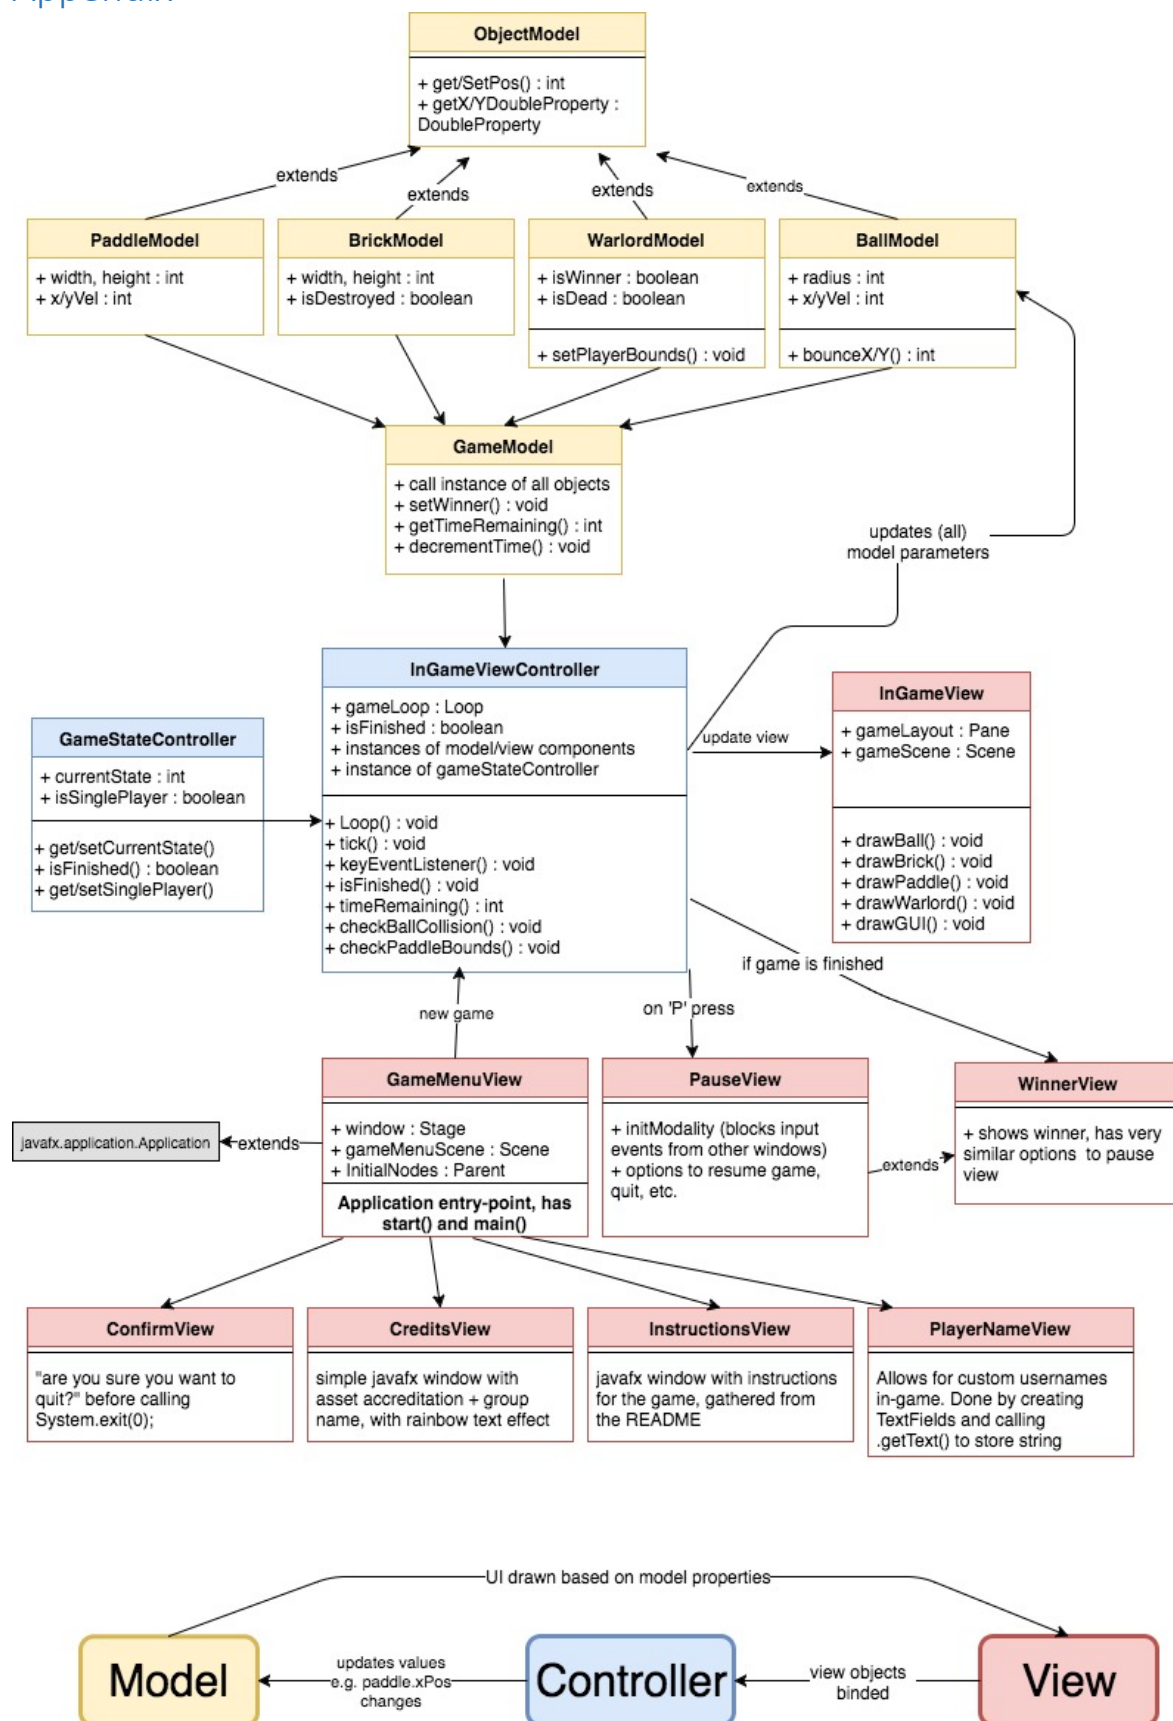 Appendix
ObjectModel
+ get/SetPos() : int
+ getX/YDoubleProperty :
DoubleProperty
extends
extends
extends
extends
PaddleModel
+ width, height : int
+ x/yVel : int
BrickModel
+ width, height : int
+ isDestroyed : boolean
WarlordModel
+ isWinner : boolean
+ isDead : boolean
+ setPlayerBounds() : void
BallModel
+ radius : int
+ x/yVel : int
+ bounceX/Y() : int
GameModel
+ call instance of all objects
+ setWinner() : void
+ getTimeRemaining() : int
+ decrementTime() : void
updates (all)
model parameters
InGameViewController
+ gameLoop : Loop
+ isFinished : boolean
+ instances of model/view components
+ instance of gameStateController
+ Loop() : void
+ tick() : void
+ keyEventListener() : void
+ isFinished() : void
+ timeRemaining() : int
+ checkBallCollision() : void
+ checkPaddleBounds() : void
GameStateController
+ currentState : int
+ isSinglePlayer : boolean
+ get/setCurrentState()
+ isFinished() : boolean
+ get/setSinglePlayer()
update view
InGameView
+ gameLayout : Pane
+ gameScene : Scene
+ drawBall() : void
+ drawBrick() : void
+ drawPaddle() : void
+ drawWarlord() : void
+ drawGUI() : void
if game is finished
new game
on 'P' press
GameMenuView
+ window : Stage
+ gameMenuScene : Scene
+ InitialNodes : Parent
Application entry-point, has
start() and main()
javafx.application.Application
extends
PauseView
+ initModality (blocks input
events from other windows)
+ options to resume game,
quit, etc.
extends
WinnerView
+ shows winner, has very
similar options to pause
view
ConfirmView
"are you sure you want to
quit?" before calling
System.exit(0);
CreditsView
simple javafx window with
asset accreditation + group
name, with rainbow text effect
InstructionsView
javafx window with instructions
for the game, gathered from
the README
PlayerNameView
Allows for custom usernames
in-game. Done by creating
TextFields and calling
.getText() to store string
UI drawn based on model properties
Model
updates values
e.g. paddle.xPos
changes
Controller
view objects
binded
View